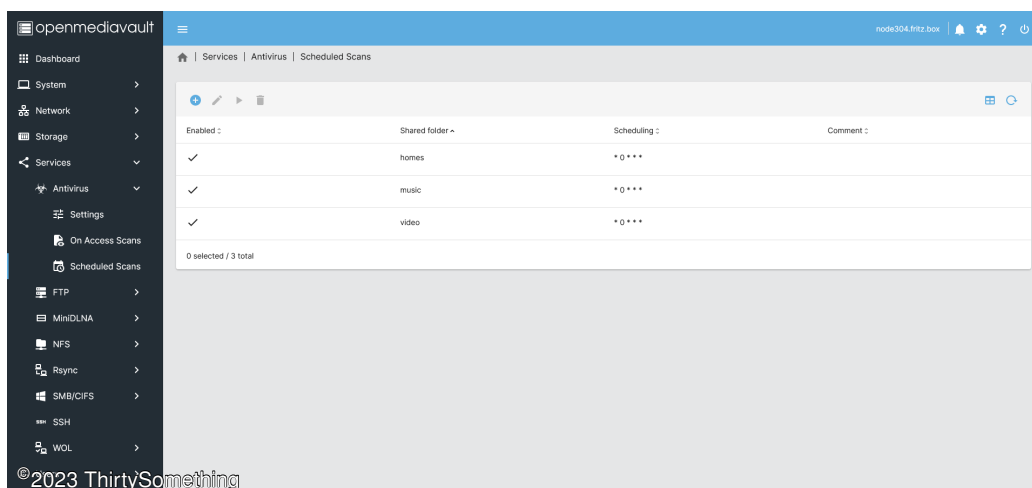 openmediavault
node304.fritz.box
Dashboard
System
Network
Storage
Services
Antivirus
Settings
On Access Scans
Scheduled Scans
FTP
MiniDLNA
NFS
Rsync
SMB/CIFS
SSH SSH
WOL
| Services | Antivirus | Scheduled Scans
Enabled Shared folder Scheduling Comment
homes * 0 * * *
music * 0 * * *
video * 0 * * *
0 selected / 3 total
©2023 ThirtySomething